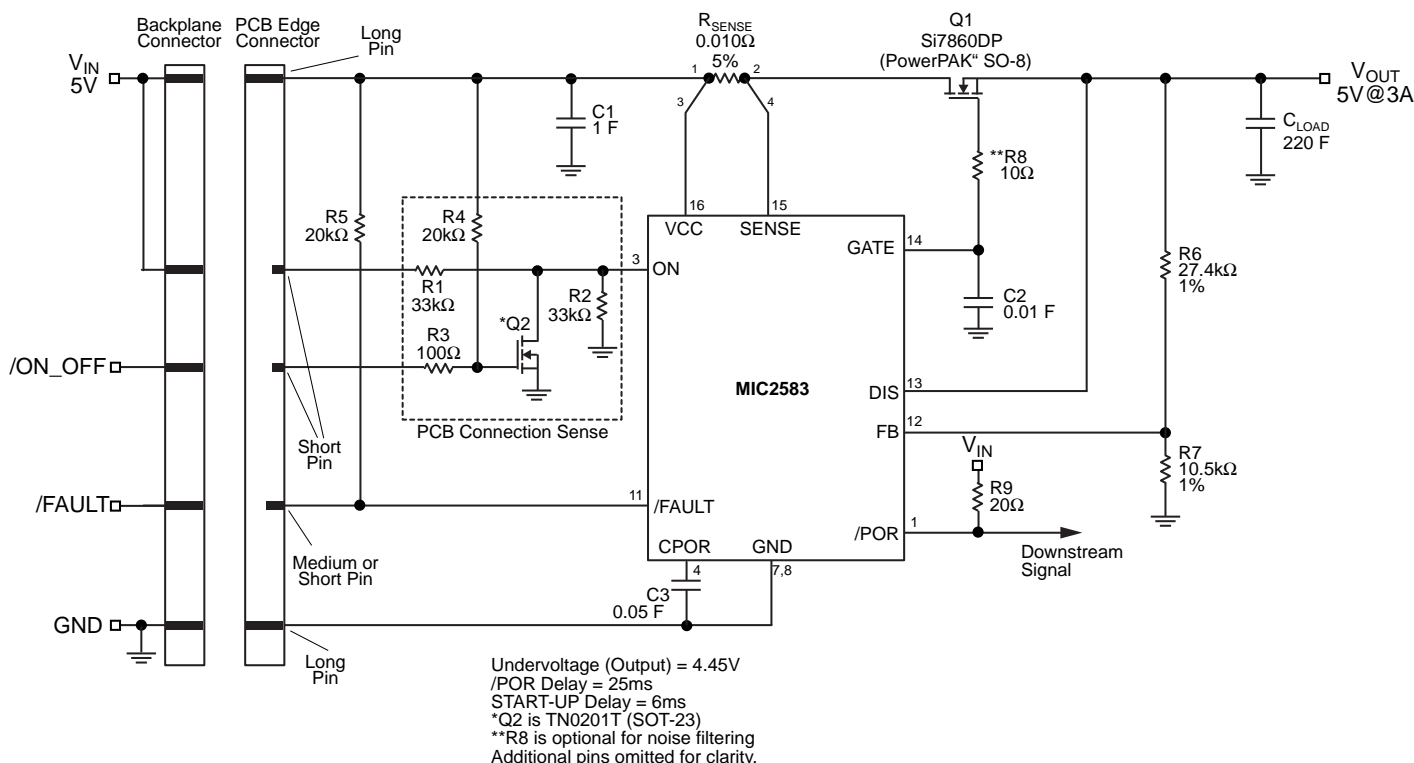 Backplane
Connector
PCB Edge
Connector
Long
Pin
RSENSE
0.010Ω
5%
Q1
Si7860DP
(PowerPAK“ SO-8)
VIN
5V
1
2
3
4
VOUT
5V@3A
C1
1 F
CLOAD
220 F
**R8
10Ω
R5
20kΩ
R4
20kΩ
16
15
VCC
SENSE
GATE
14
R6
27.4kΩ
1%
3
ON
R1
33kΩ
R2
33kΩ
C2
0.01 F
*Q2
R3
100Ω
/ON_OFF
MIC2583
DIS
13
PCB Connection Sense
FB
12
Short
Pin
VIN
R7
10.5kΩ
1%
R9
20Ω
/FAULT
11
/FAULT
/POR
1
Downstream
Signal
Medium or
Short Pin
CPOR
GND
4
7,8
C3
0.05 F
GND
Long
Pin
Undervoltage (Output) = 4.45V
/POR Delay = 25ms
START-UP Delay = 6ms
*Q2 is TN0201T (SOT-23)
**R8 is optional for noise filtering
Additional pins omitted for clarity.